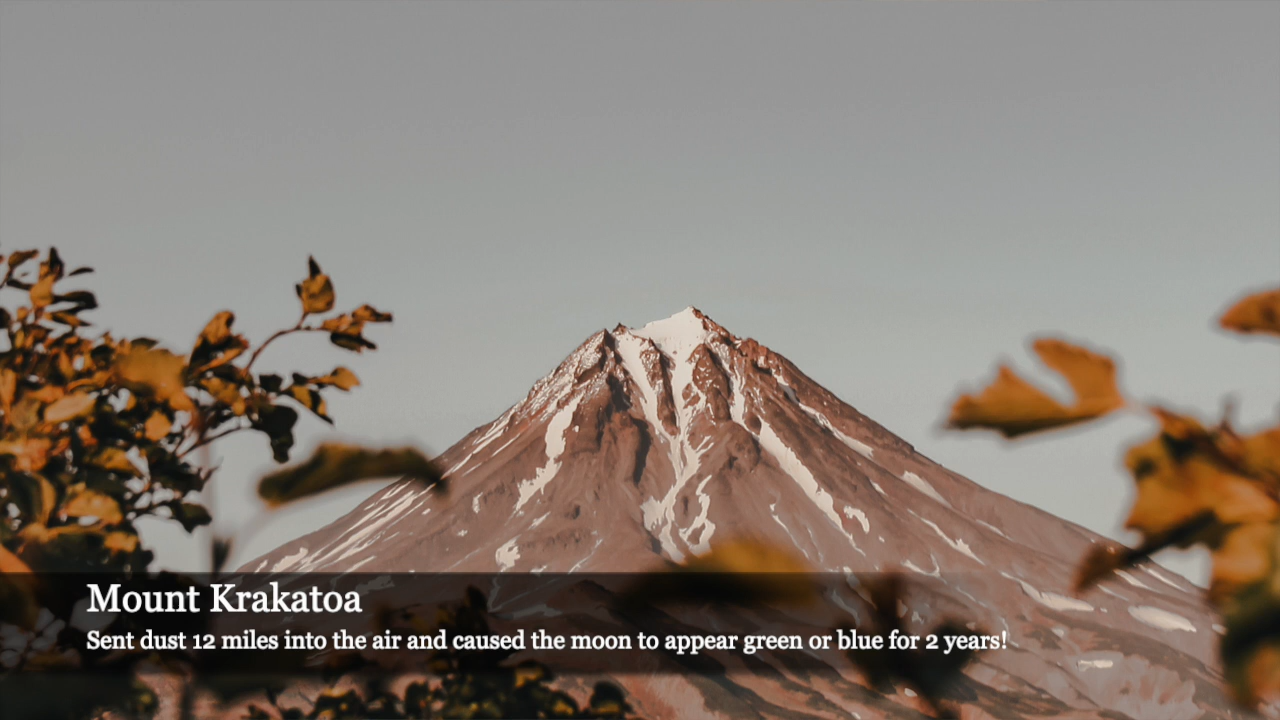 Mount Krakatoa
Sent dust 12 miles into the air and caused the moon to appear green or blue for 2 years!